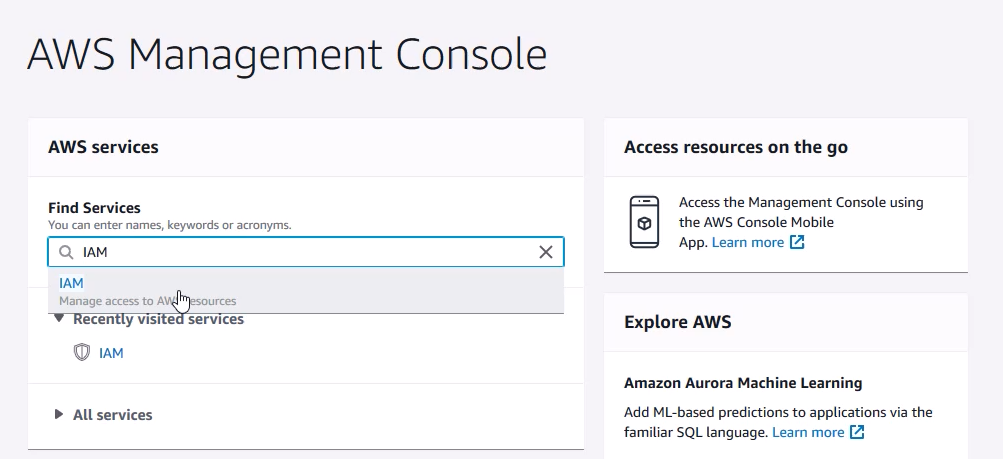 AWS Management Console
AWS services
Find Services
You can enter names, keywords or acronyms.
IAM
IAM
Manage access to AWS resources
Recently visited services
IAM
All services
Access resources on the go
Access the Management Console using
the AWS Console Mobile
App. Learn more
Explore AWS
Amazon Aurora Machine Learning
Add ML-based predictions to applications via the
familiar SQL language. Learn more